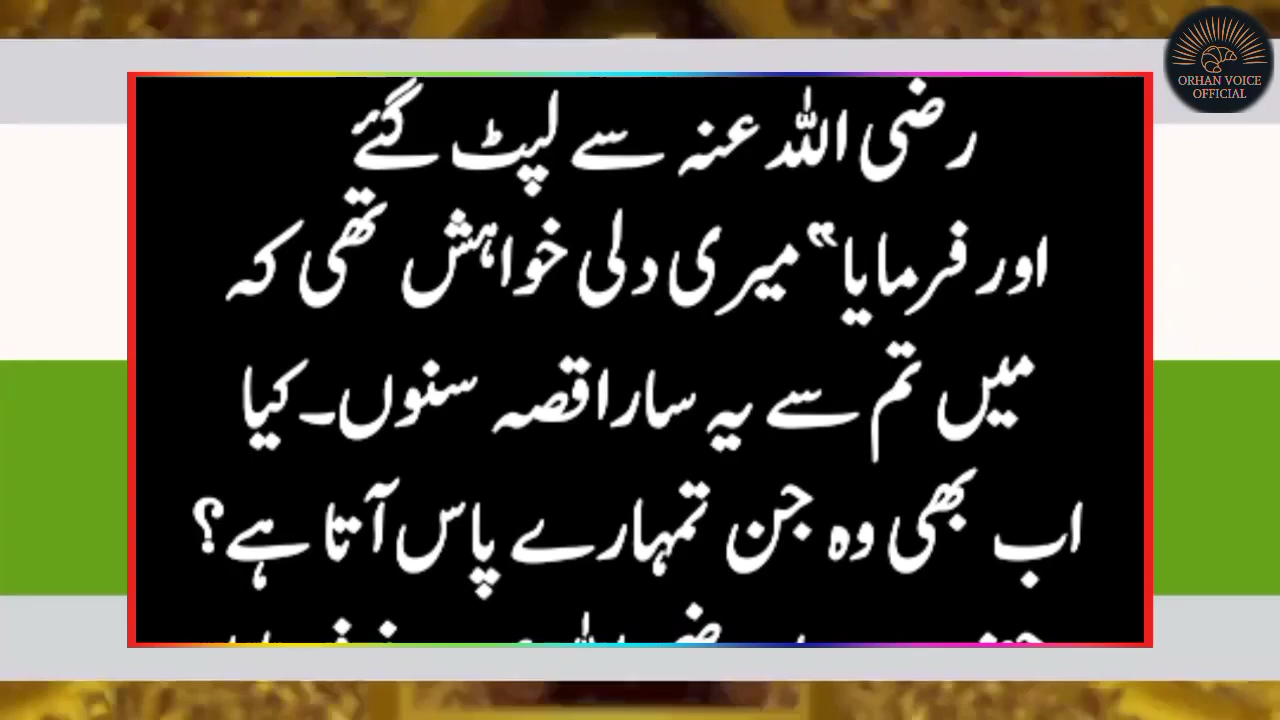 ORHAN VOICE
OFFICIAL
رضی اللہ عنہ سے لپٹ گئے
اور فرمایا “میری دلی خواہش تھی کہ
میں تم سے یہ سارا قصہ سنوں۔ کیا
اب بھی وہ جن تمہارے پاس آتا ہے؟